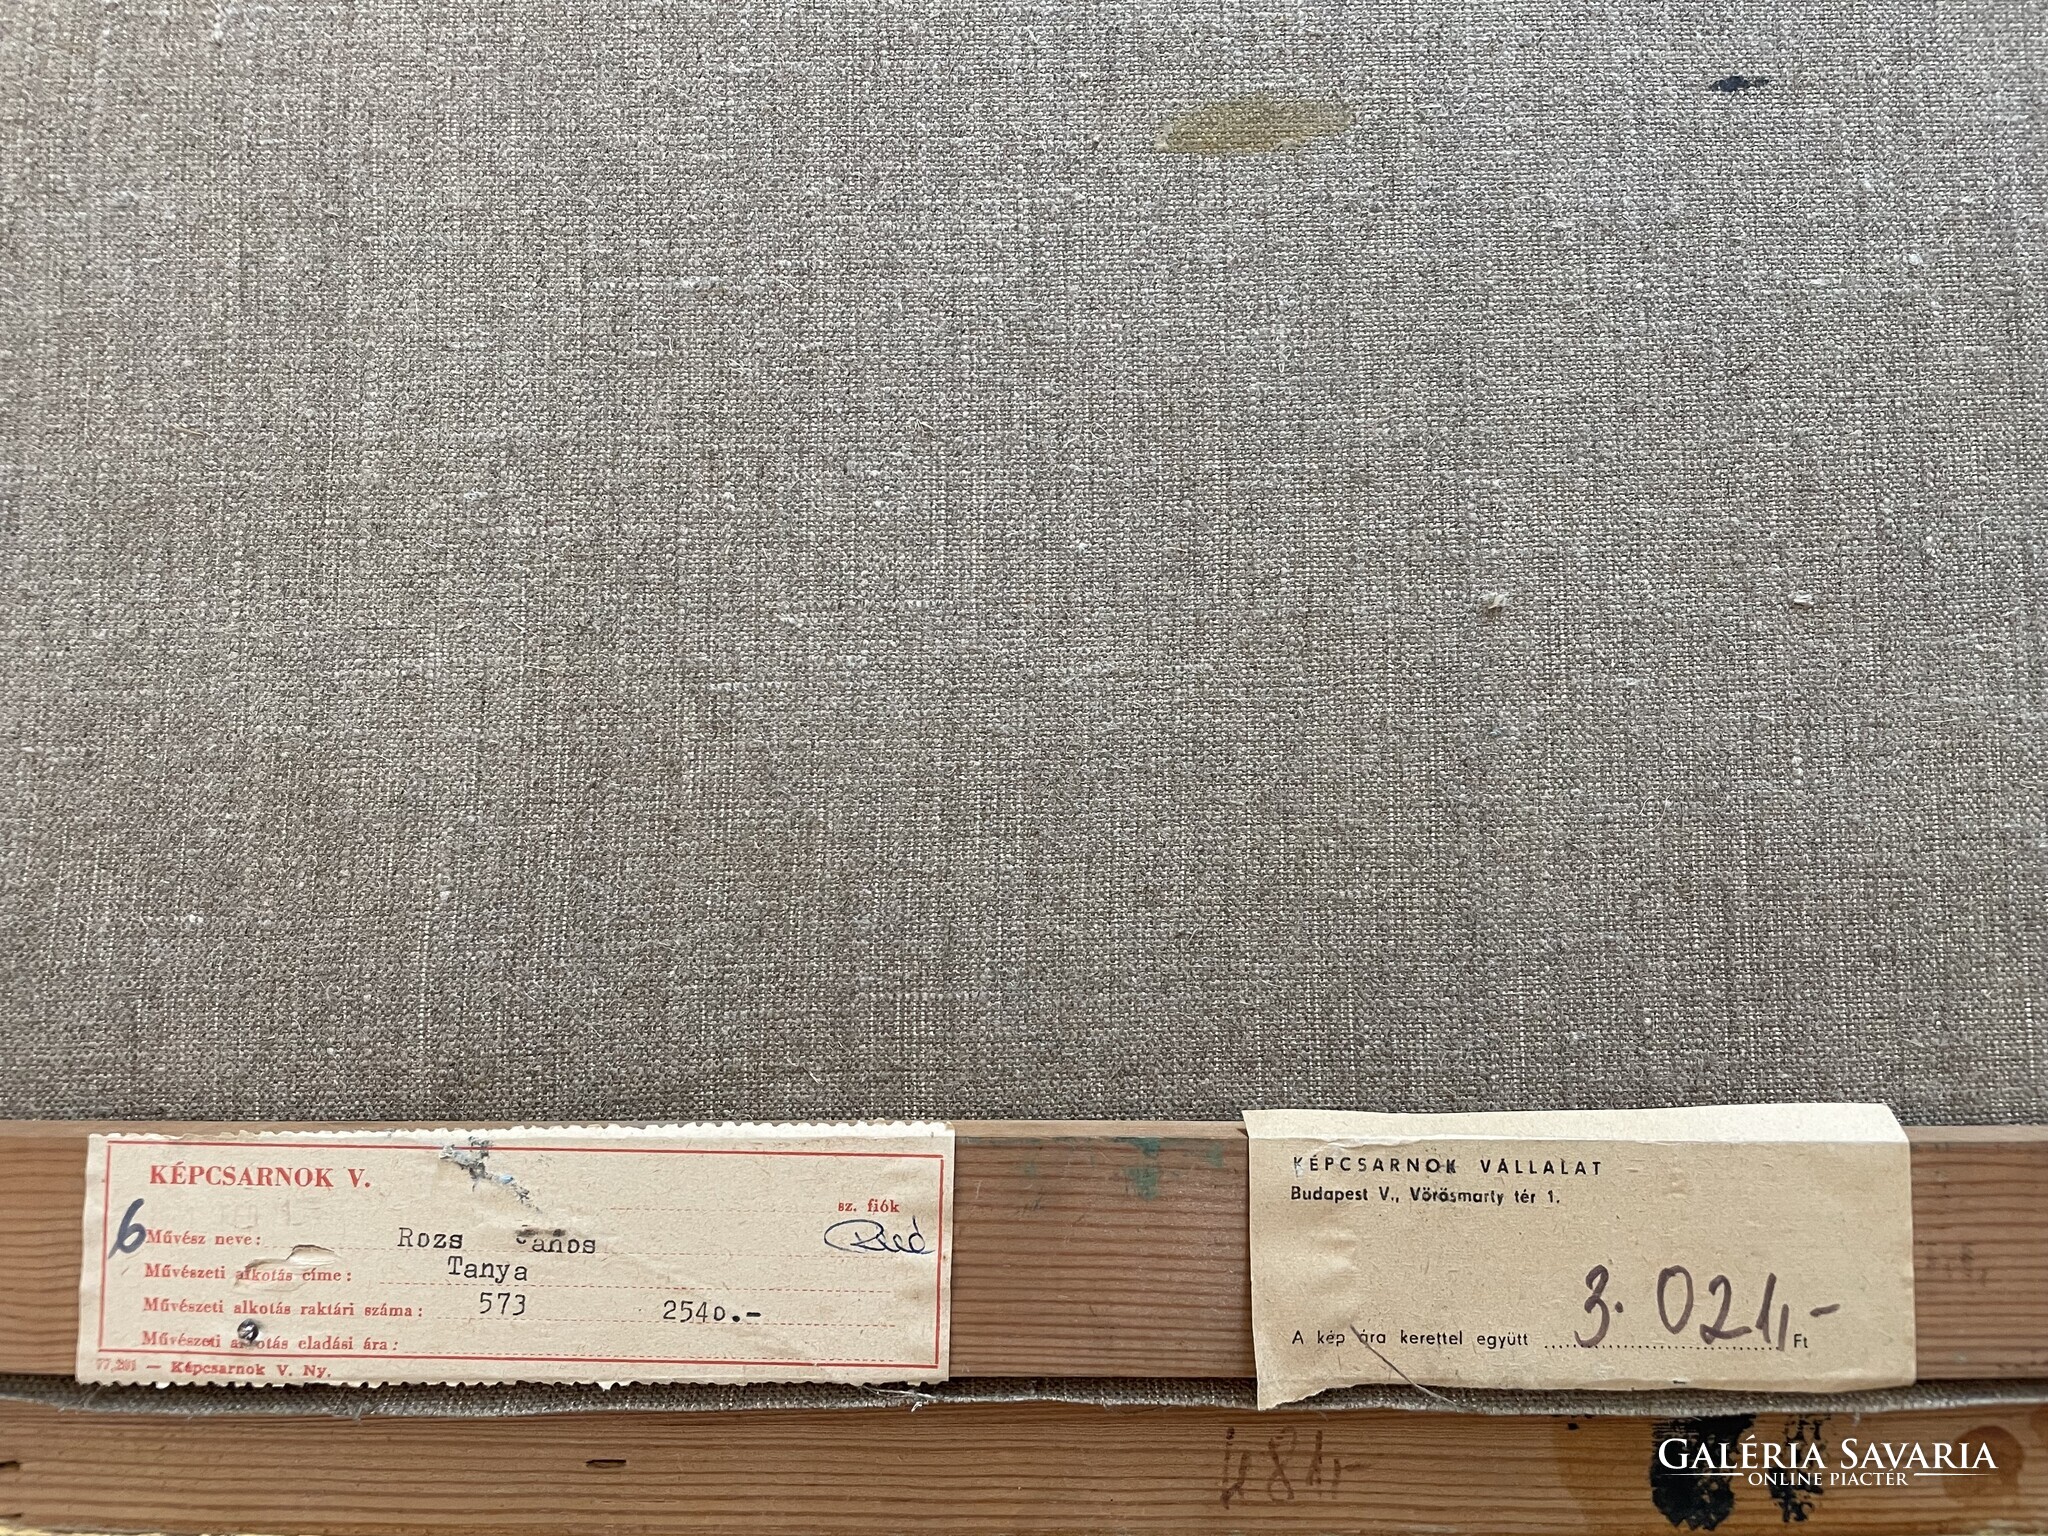 KÉPCSARNOK V.
sz. fiók
6
Művész neve: Rozs János
Művészeti alkotás címe: Tanya
Művészeti alkotás raktári száma: 573 2540.-
Művészeti alkotás eladási ára:
77,201 — Képcsarnok V. Ny.
KÉPCSARNOK VÁLLALAT
Budapest V., Vörösmarty tér 1.
A kép ára kerettel együtt 3.021,- Ft
481,-
GALÉRIA SAVARIA
ONLINE PIACTÉR